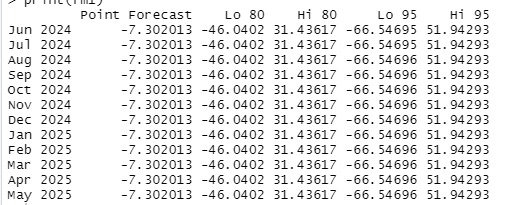 > print(fm1)
Point Forecast Lo 80 Hi 80 Lo 95 Hi 95
Jun 2024 -7.302013 -46.0402 31.43617 -66.54695 51.94293
Jul 2024 -7.302013 -46.0402 31.43617 -66.54695 51.94293
Aug 2024 -7.302013 -46.0402 31.43617 -66.54696 51.94293
Sep 2024 -7.302013 -46.0402 31.43617 -66.54696 51.94293
Oct 2024 -7.302013 -46.0402 31.43617 -66.54696 51.94293
Nov 2024 -7.302013 -46.0402 31.43617 -66.54696 51.94293
Dec 2024 -7.302013 -46.0402 31.43617 -66.54696 51.94293
Jan 2025 -7.302013 -46.0402 31.43617 -66.54696 51.94293
Feb 2025 -7.302013 -46.0402 31.43617 -66.54696 51.94293
Mar 2025 -7.302013 -46.0402 31.43617 -66.54696 51.94293
Apr 2025 -7.302013 -46.0402 31.43617 -66.54696 51.94293
May 2025 -7.302013 -46.0402 31.43617 -66.54696 51.94293